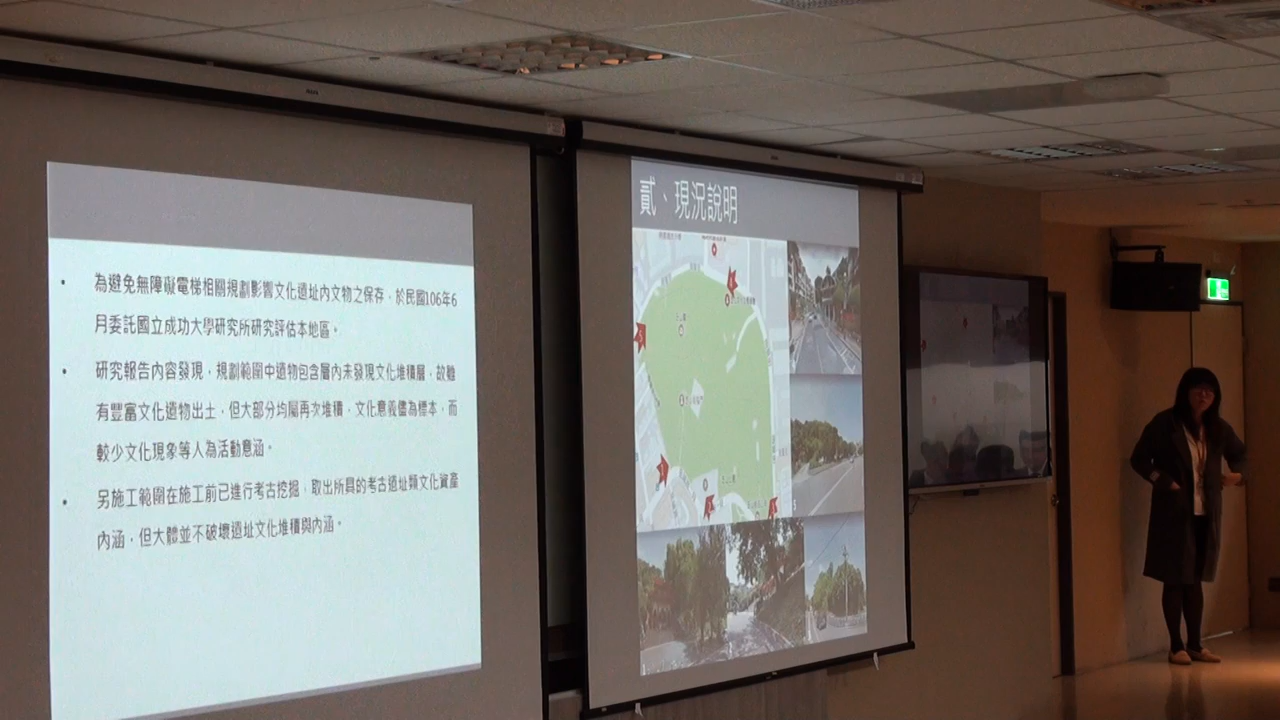 為避免無障礙電梯相關規劃影響文化遺址內文物之保存，於民國106年6
月委託國立成功大學研究所研究評估本地區。
研究報告內容發現，規劃範圍中遺物包含層內未發現文化堆積層，故雖
有豐富文化遺物出土，但大部分均屬再次堆積，文化意義僅為標本，而
較少文化現象等人為活動意涵。
另施工範圍在施工前已進行考古挖掘，取出所具的考古遺址類文化資產
內涵，但大體並不破壞遺址文化堆積與內涵。
貳、現況說明